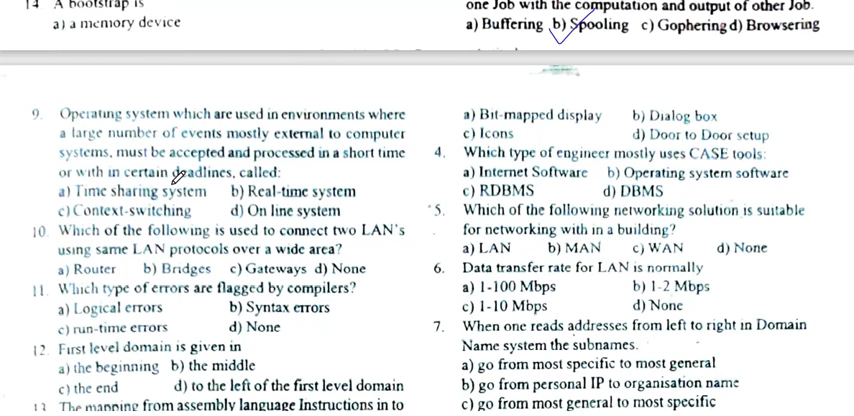 14 A bootstrap is
a) a memory device
one Job with the computation and output of other Job.
a) Buffering b) Spooling c) Gophering d) Browsering
9. Operating system which are used in environments where
a large number of events mostly external to computer
systems, must be accepted and processed in a short time
or with in certain deadlines, called:
a) Time sharing system b) Real-time system
c) Context-switching d) On line system
10. Which of the following is used to connect two LAN's
using same LAN protocols over a wide area?
a) Router b) Bridges c) Gateways d) None
11. Which type of errors are flagged by compilers?
a) Logical errors b) Syntax errors
c) run-time errors d) None
12. First level domain is given in
a) the beginning b) the middle
c) the end d) to the left of the first level domain
13 The mapping from assembly language Instructions in to
a) Bit-mapped display b) Dialog box
c) Icons d) Door to Door setup
4. Which type of engineer mostly uses CASE tools:
a) Internet Software b) Operating system software
c) RDBMS d) DBMS
5. Which of the following networking solution is suitable
for networking with in a building?
a) LAN b) MAN c) WAN d) None
6. Data transfer rate for LAN is normally
a) 1-100 Mbps b) 1-2 Mbps
c) 1-10 Mbps d) None
7. When one reads addresses from left to right in Domain
Name system the subnames.
a) go from most specific to most general
b) go from personal IP to organisation name
c) go from most general to most specific